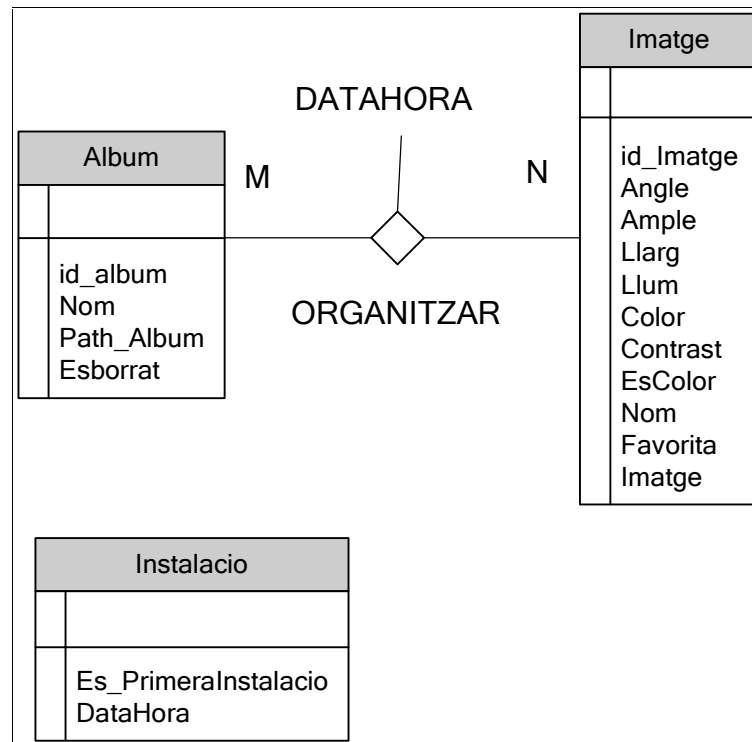 Album
id_album
Nom
Path_Album
Esborrat
M
DATAHORA
N
ORGANITZAR
Imatge
id_Imatge
Angle
Ample
Llarg
Llum
Color
Contrast
EsColor
Nom
Favorita
Imatge
Instalacio
Es_PrimeraInstalacio
DataHora